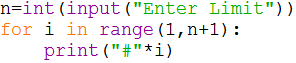 n=int(input("Enter Limit"))
for i in range(1,n+1):
    print("#"*i)